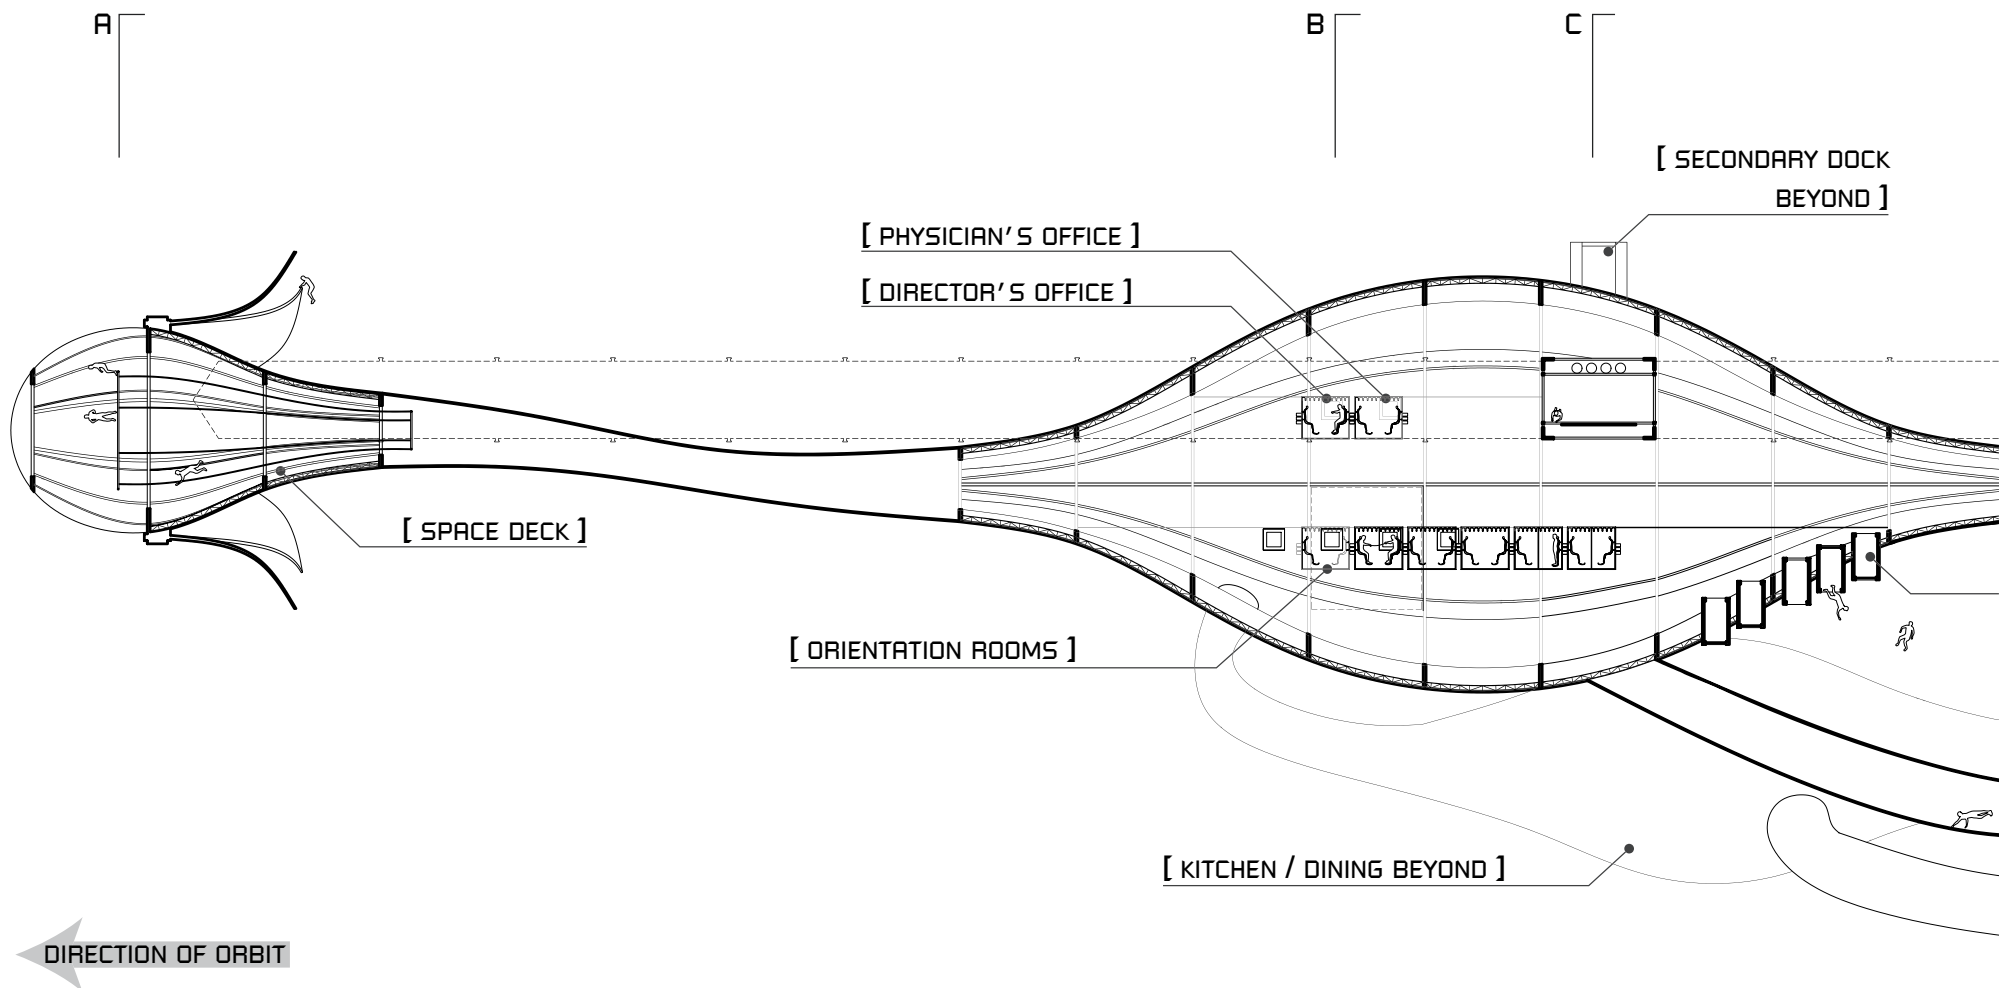 A
B
C
[ SECONDARY DOCK
BEYOND ]
[ PHYSICIAN'S OFFICE ]
[ DIRECTOR'S OFFICE ]
[ SPACE DECK ]
[ ORIENTATION ROOMS ]
[ KITCHEN / DINING BEYOND ]
DIRECTION OF ORBIT